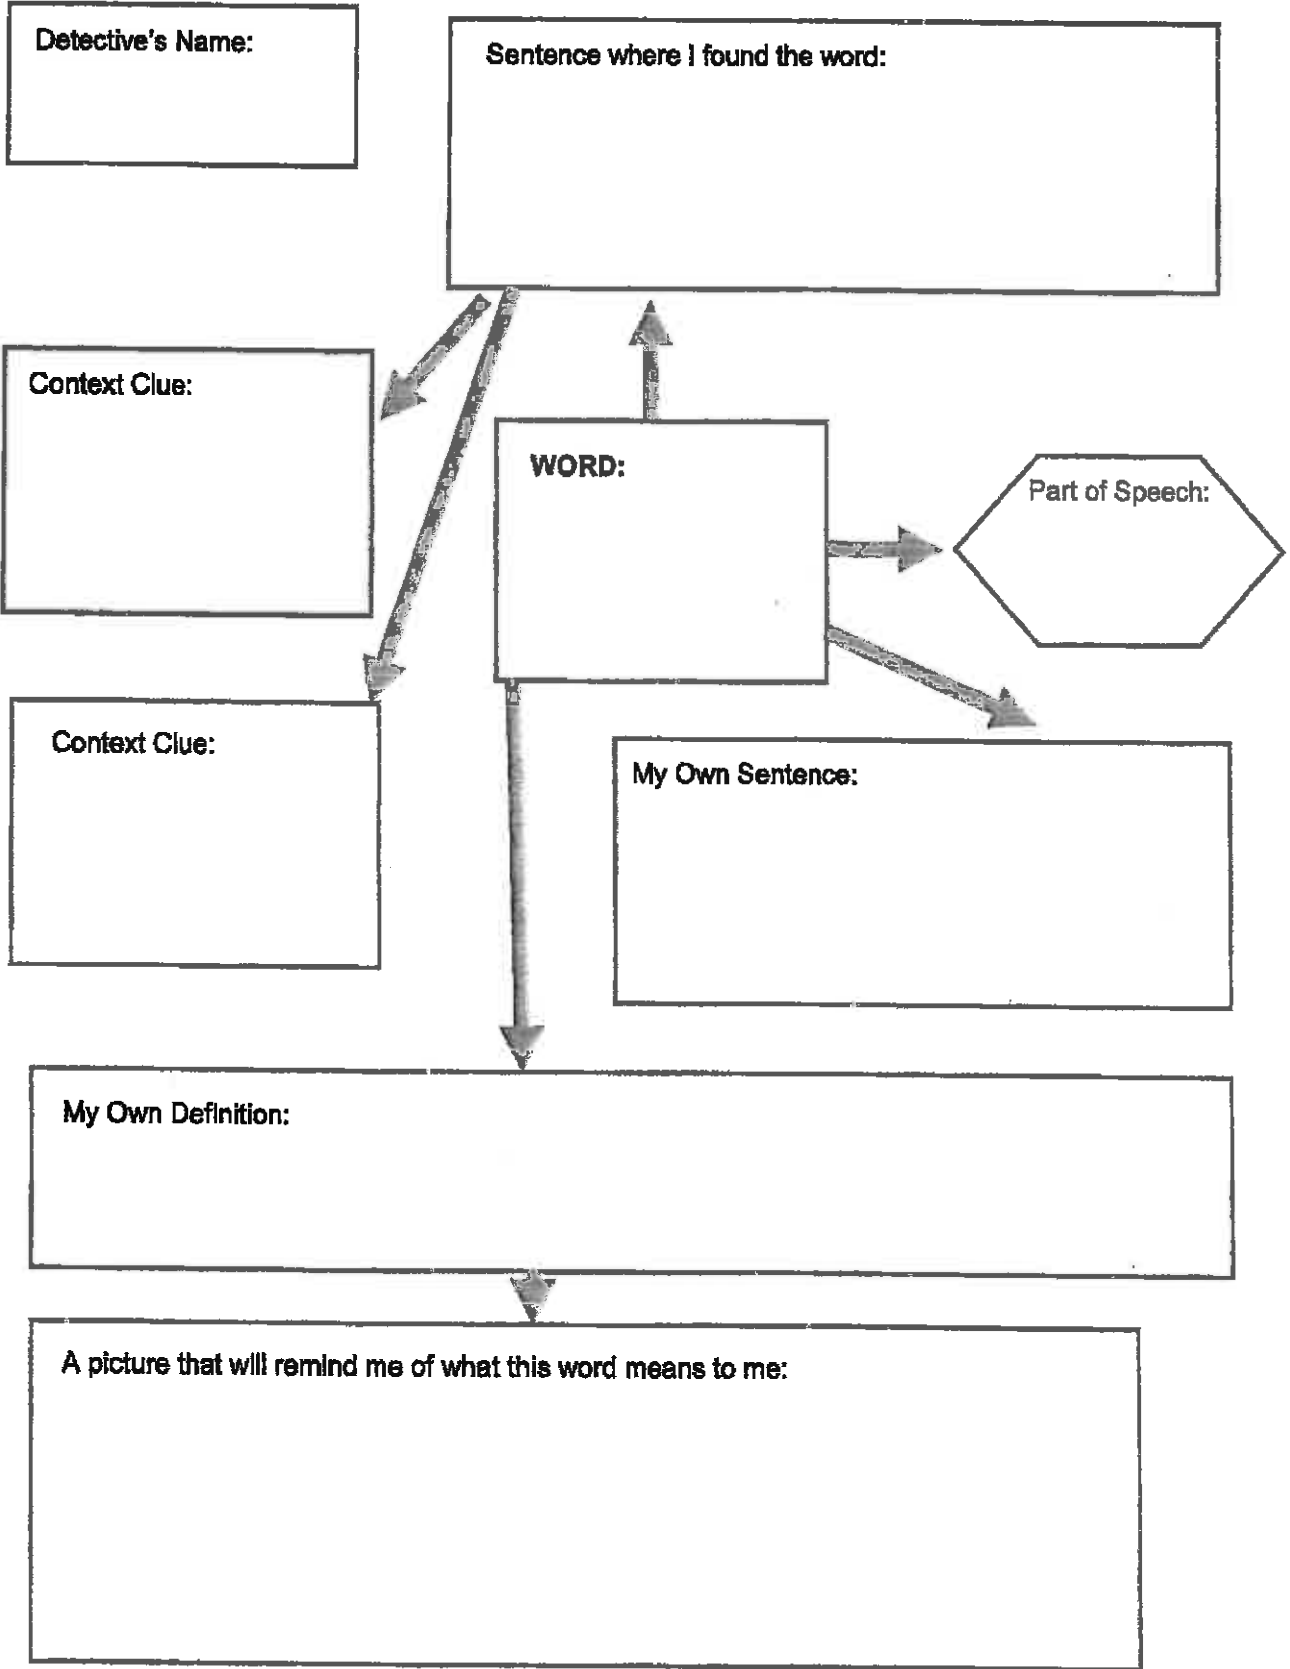 Detective's Name:
Sentence where I found the word:
Context Clue:
WORD:
Part of Speech:
Context Clue:
My Own Sentence:
My Own Definition:
A picture that will remind me of what this word means to me: